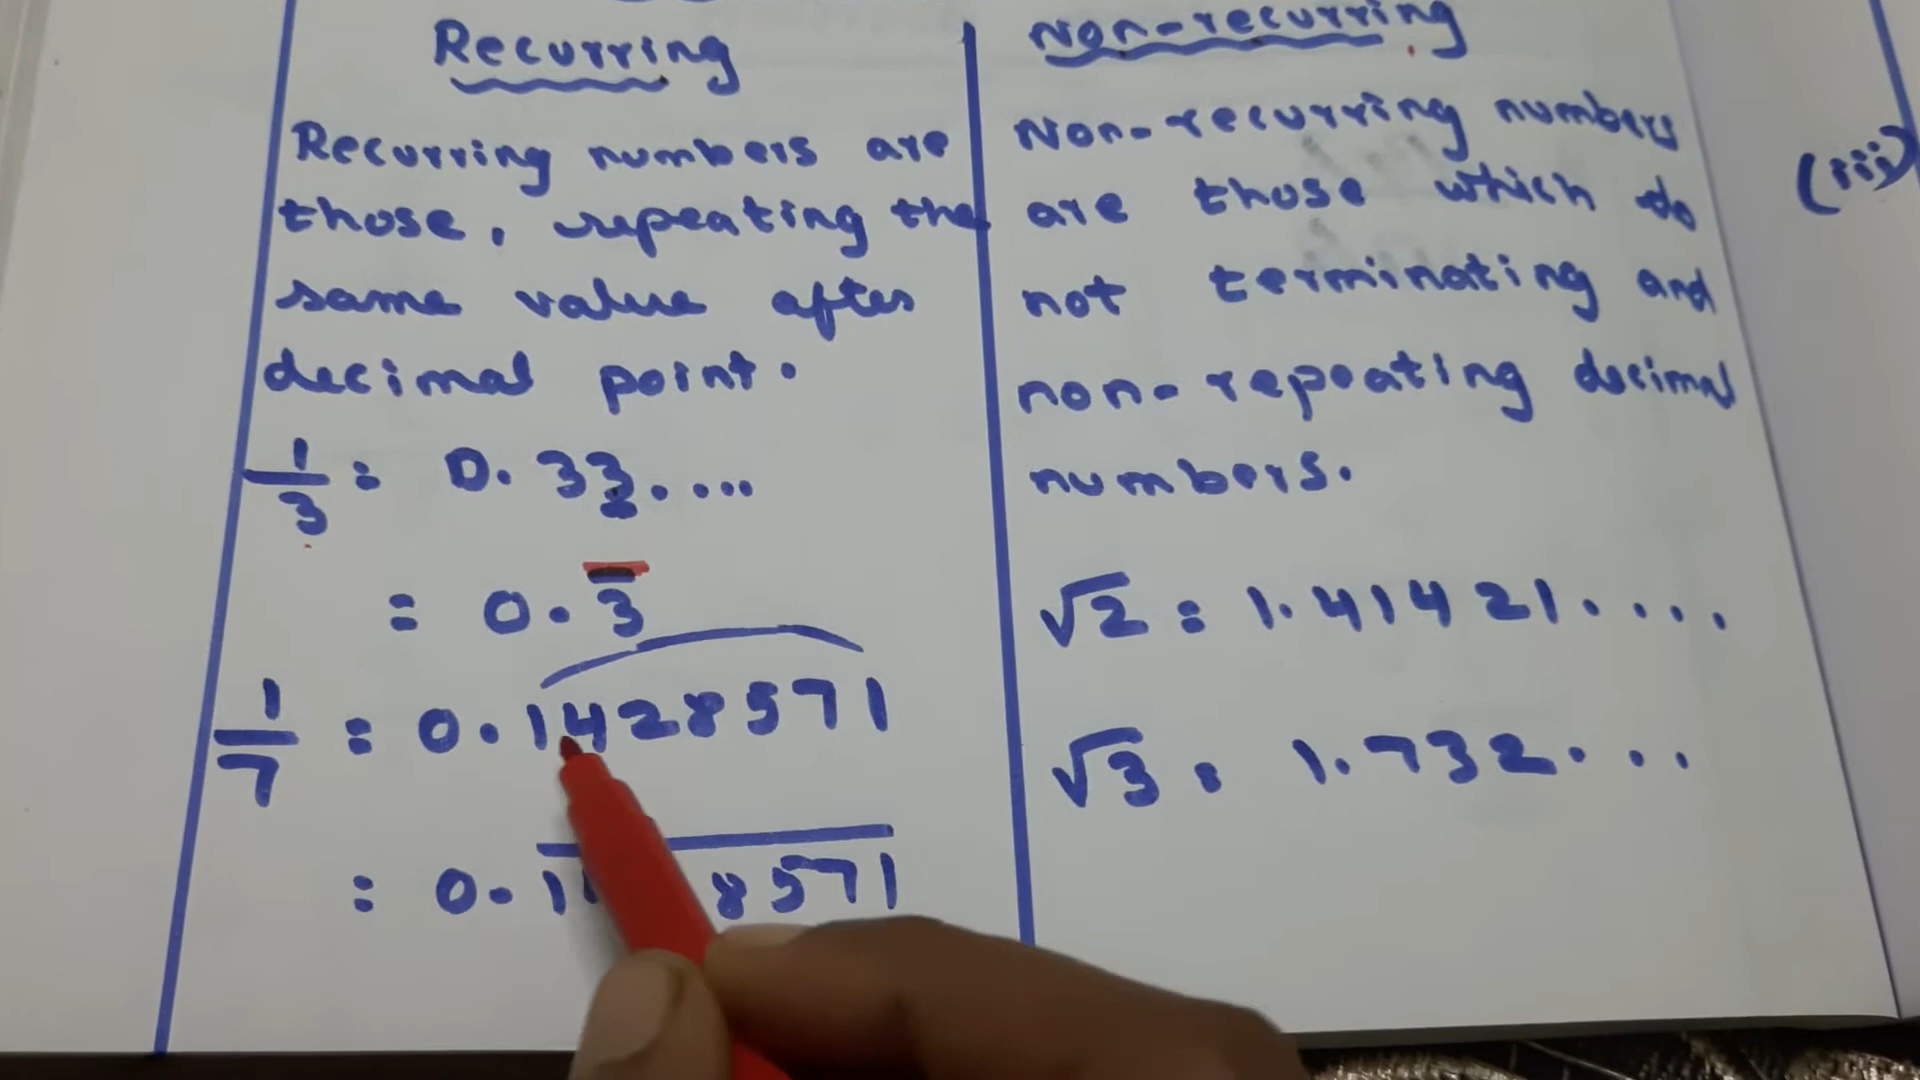 Recurring
Recurring numbers are
those, repeating the
same value after
decimal point.
1/3 = 0.33.....
= 0.3̅
1/7 = 0.1428571
= 0.1 8571
Non-recurring
Non-recurring numbers
are those which do
not terminating and
non-repeating decimal
numbers.
√2 = 1.41421....
√3 = 1.732...
(iii)